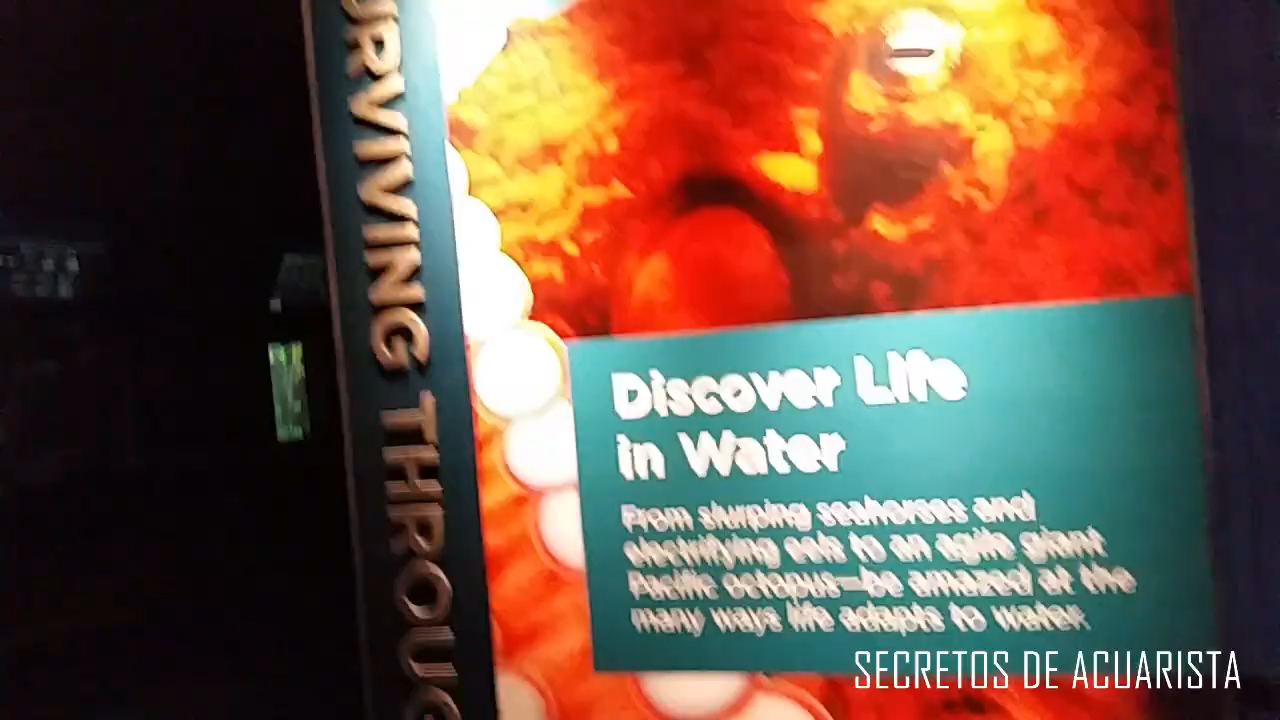 URVIVING THROUG
Discover Life
in Water
From slurping seahorses and
electrifying eels to an agile giant
Pacific octopus—be amazed at the
many ways life adapts to water.
SECRETOS DE ACUARISTA